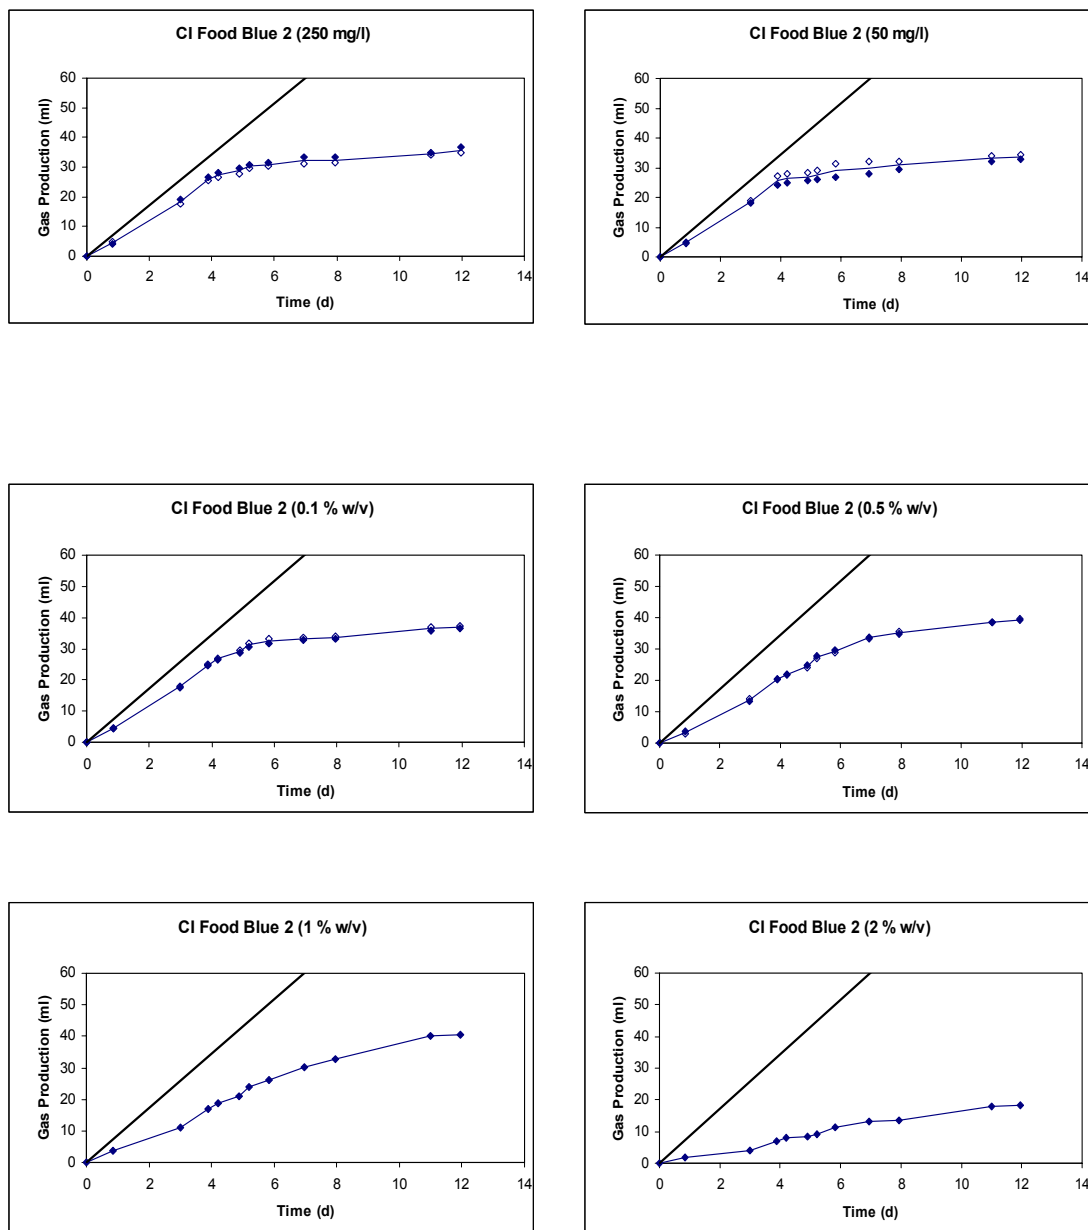 CI Food Blue 2 (250 mg/l)
Gas Production (ml)
60
50
40
30
20
10
0
0 2 4 6 8 10 12 14
Time (d)
CI Food Blue 2 (50 mg/l)
Gas Production (ml)
60
50
40
30
20
10
0
0 2 4 6 8 10 12 14
Time (d)
CI Food Blue 2 (0.1 % w/v)
Gas Production (ml)
60
50
40
30
20
10
0
0 2 4 6 8 10 12 14
Time (d)
CI Food Blue 2 (0.5 % w/v)
Gas Production (ml)
60
50
40
30
20
10
0
0 2 4 6 8 10 12 14
Time (d)
CI Food Blue 2 (1 % w/v)
Gas Production (ml)
60
50
40
30
20
10
0
0 2 4 6 8 10 12 14
Time (d)
CI Food Blue 2 (2 % w/v)
Gas Production (ml)
60
50
40
30
20
10
0
0 2 4 6 8 10 12 14
Time (d)